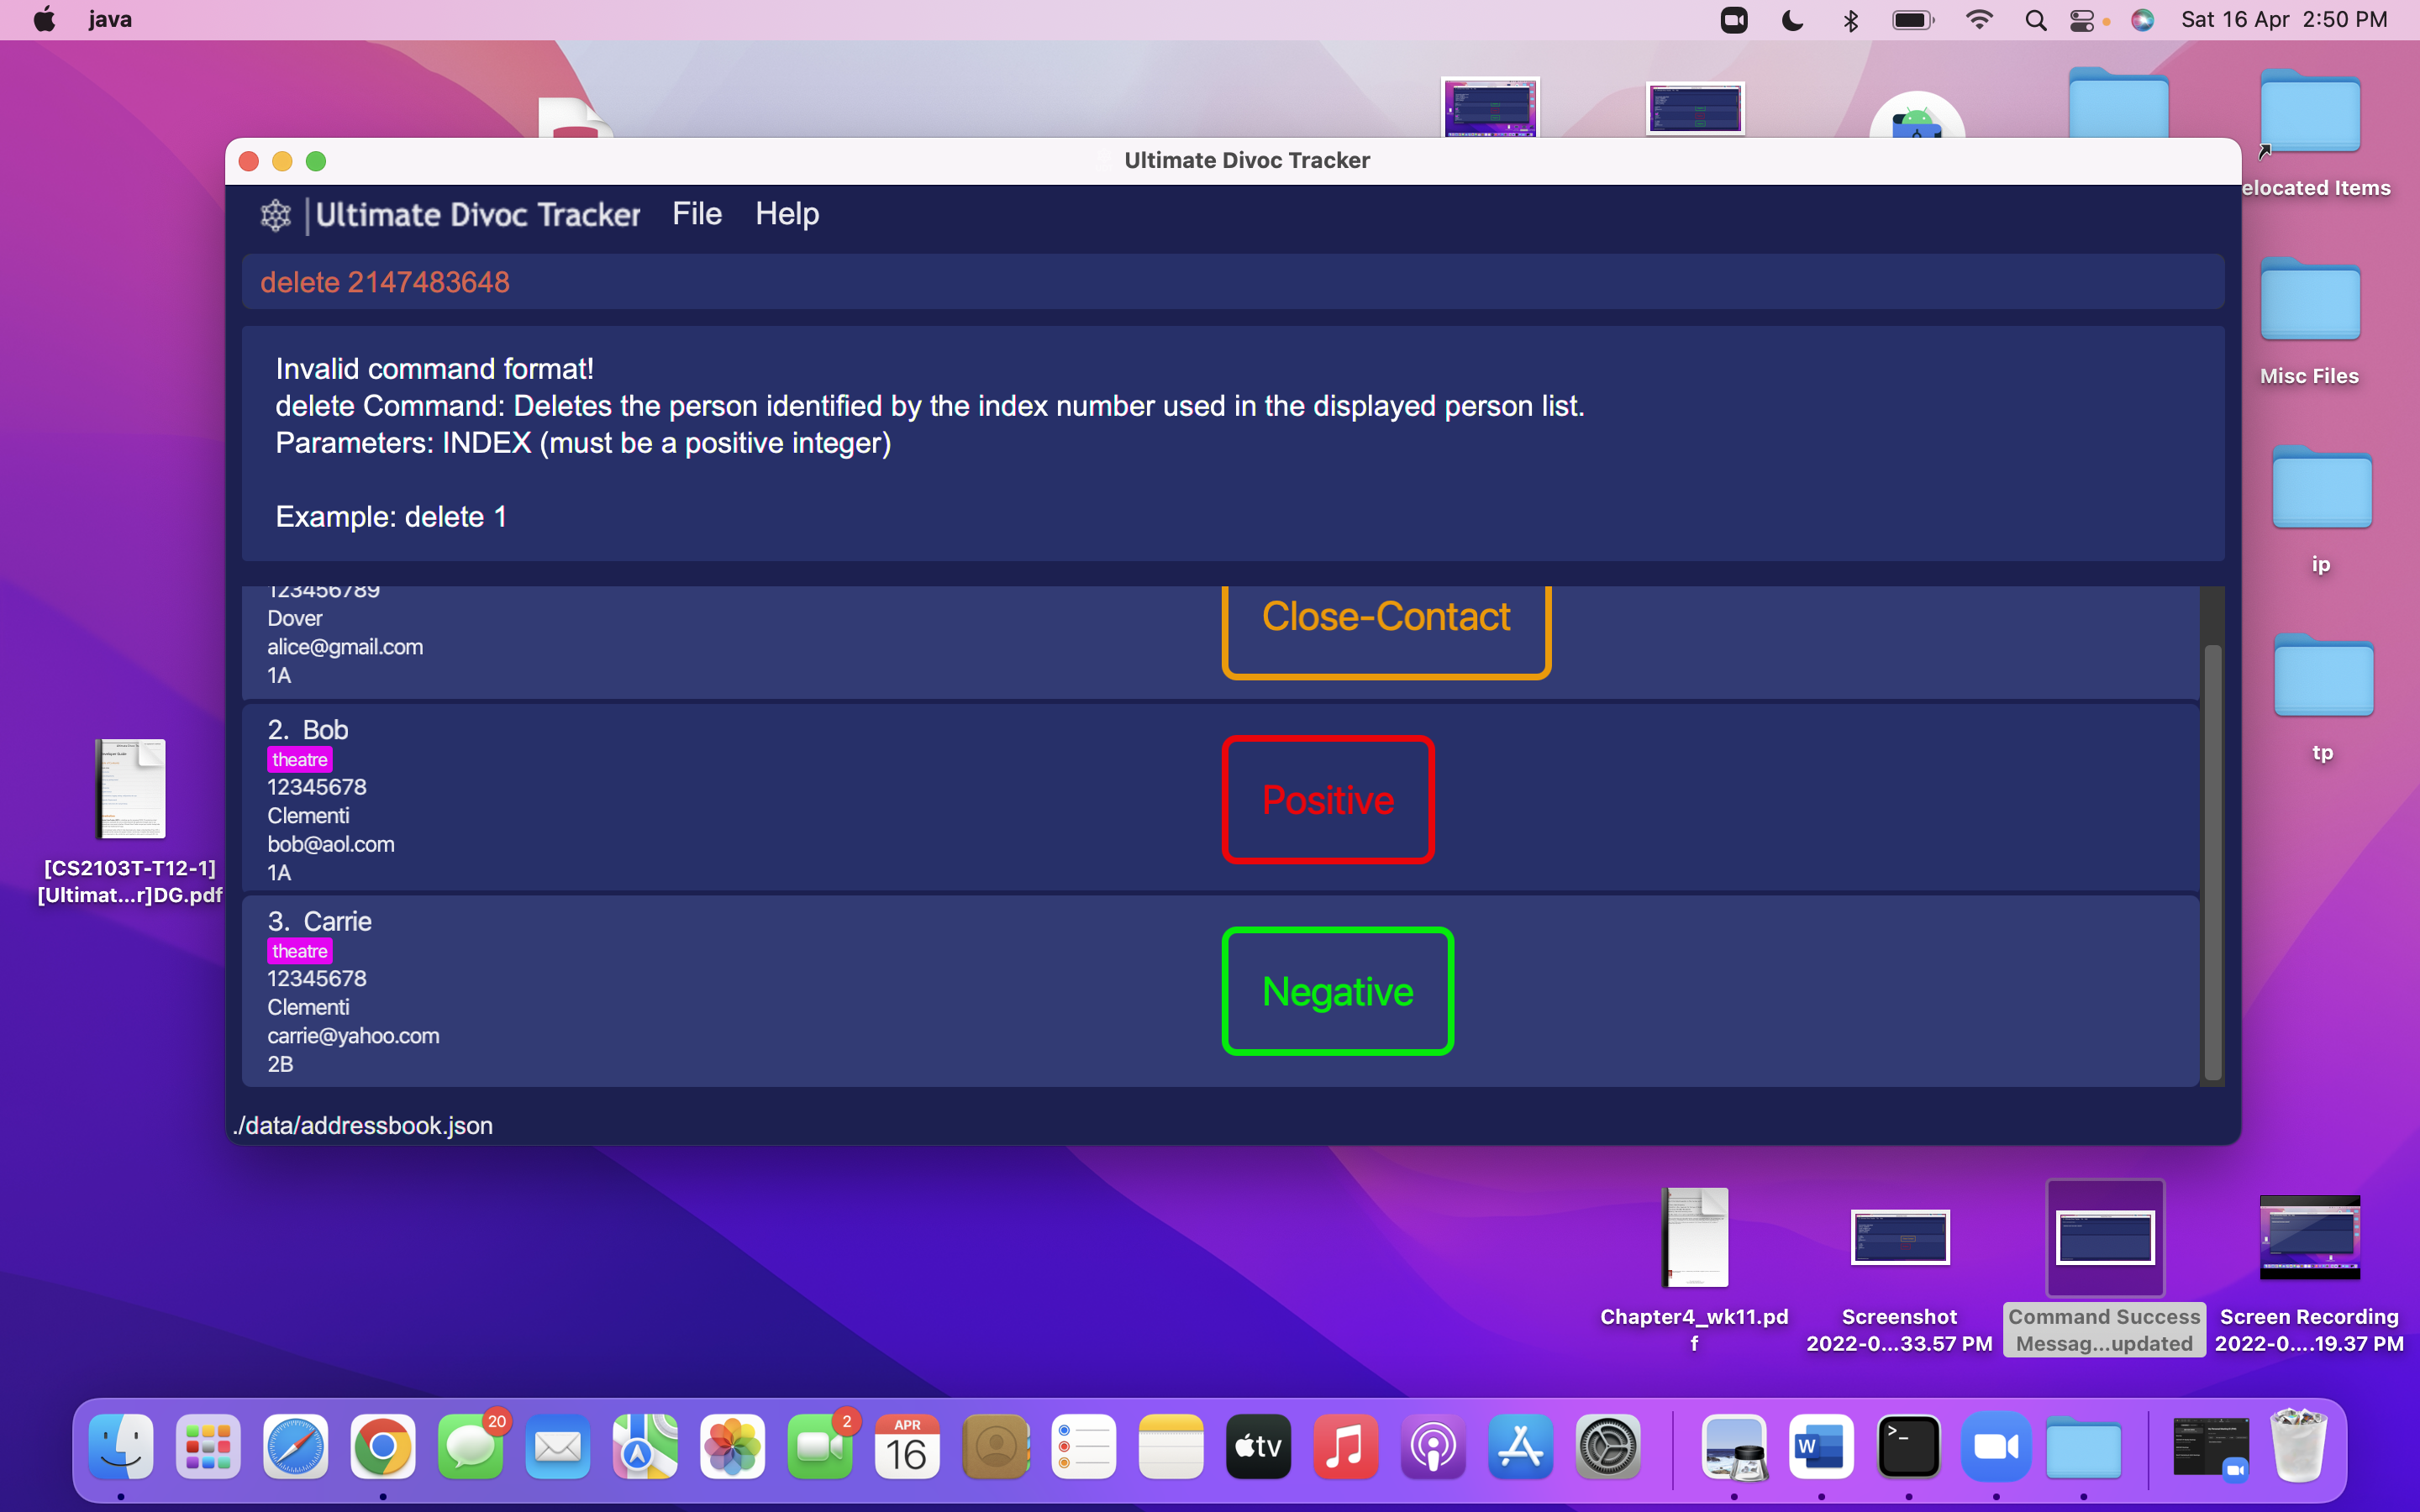 java
Sat 16 Apr 2:50 PM
Ultimate Divoc Tracker
Ultimate Divoc Tracker File Help
delete 2147483648
Invalid command format!
delete Command: Deletes the person identified by the index number used in the displayed person list.
Parameters: INDEX (must be a positive integer)
Example: delete 1
123456789
Dover
alice@gmail.com
1A
Close-Contact
2. Bob
theatre
12345678
Clementi
bob@aol.com
1A
Positive
3. Carrie
theatre
12345678
Clementi
carrie@yahoo.com
2B
Negative
./data/addressbook.json
elocated Items
Misc Files
ip
tp
[CS2103T-T12-1]
[Ultimat...r]DG.pdf
Chapter4_wk11.pd
f
Screenshot
2022-0...33.57 PM
Command Success
Messag...updated
Screen Recording
2022-0....19.37 PM
20
2
APR
16
tv
W
>_